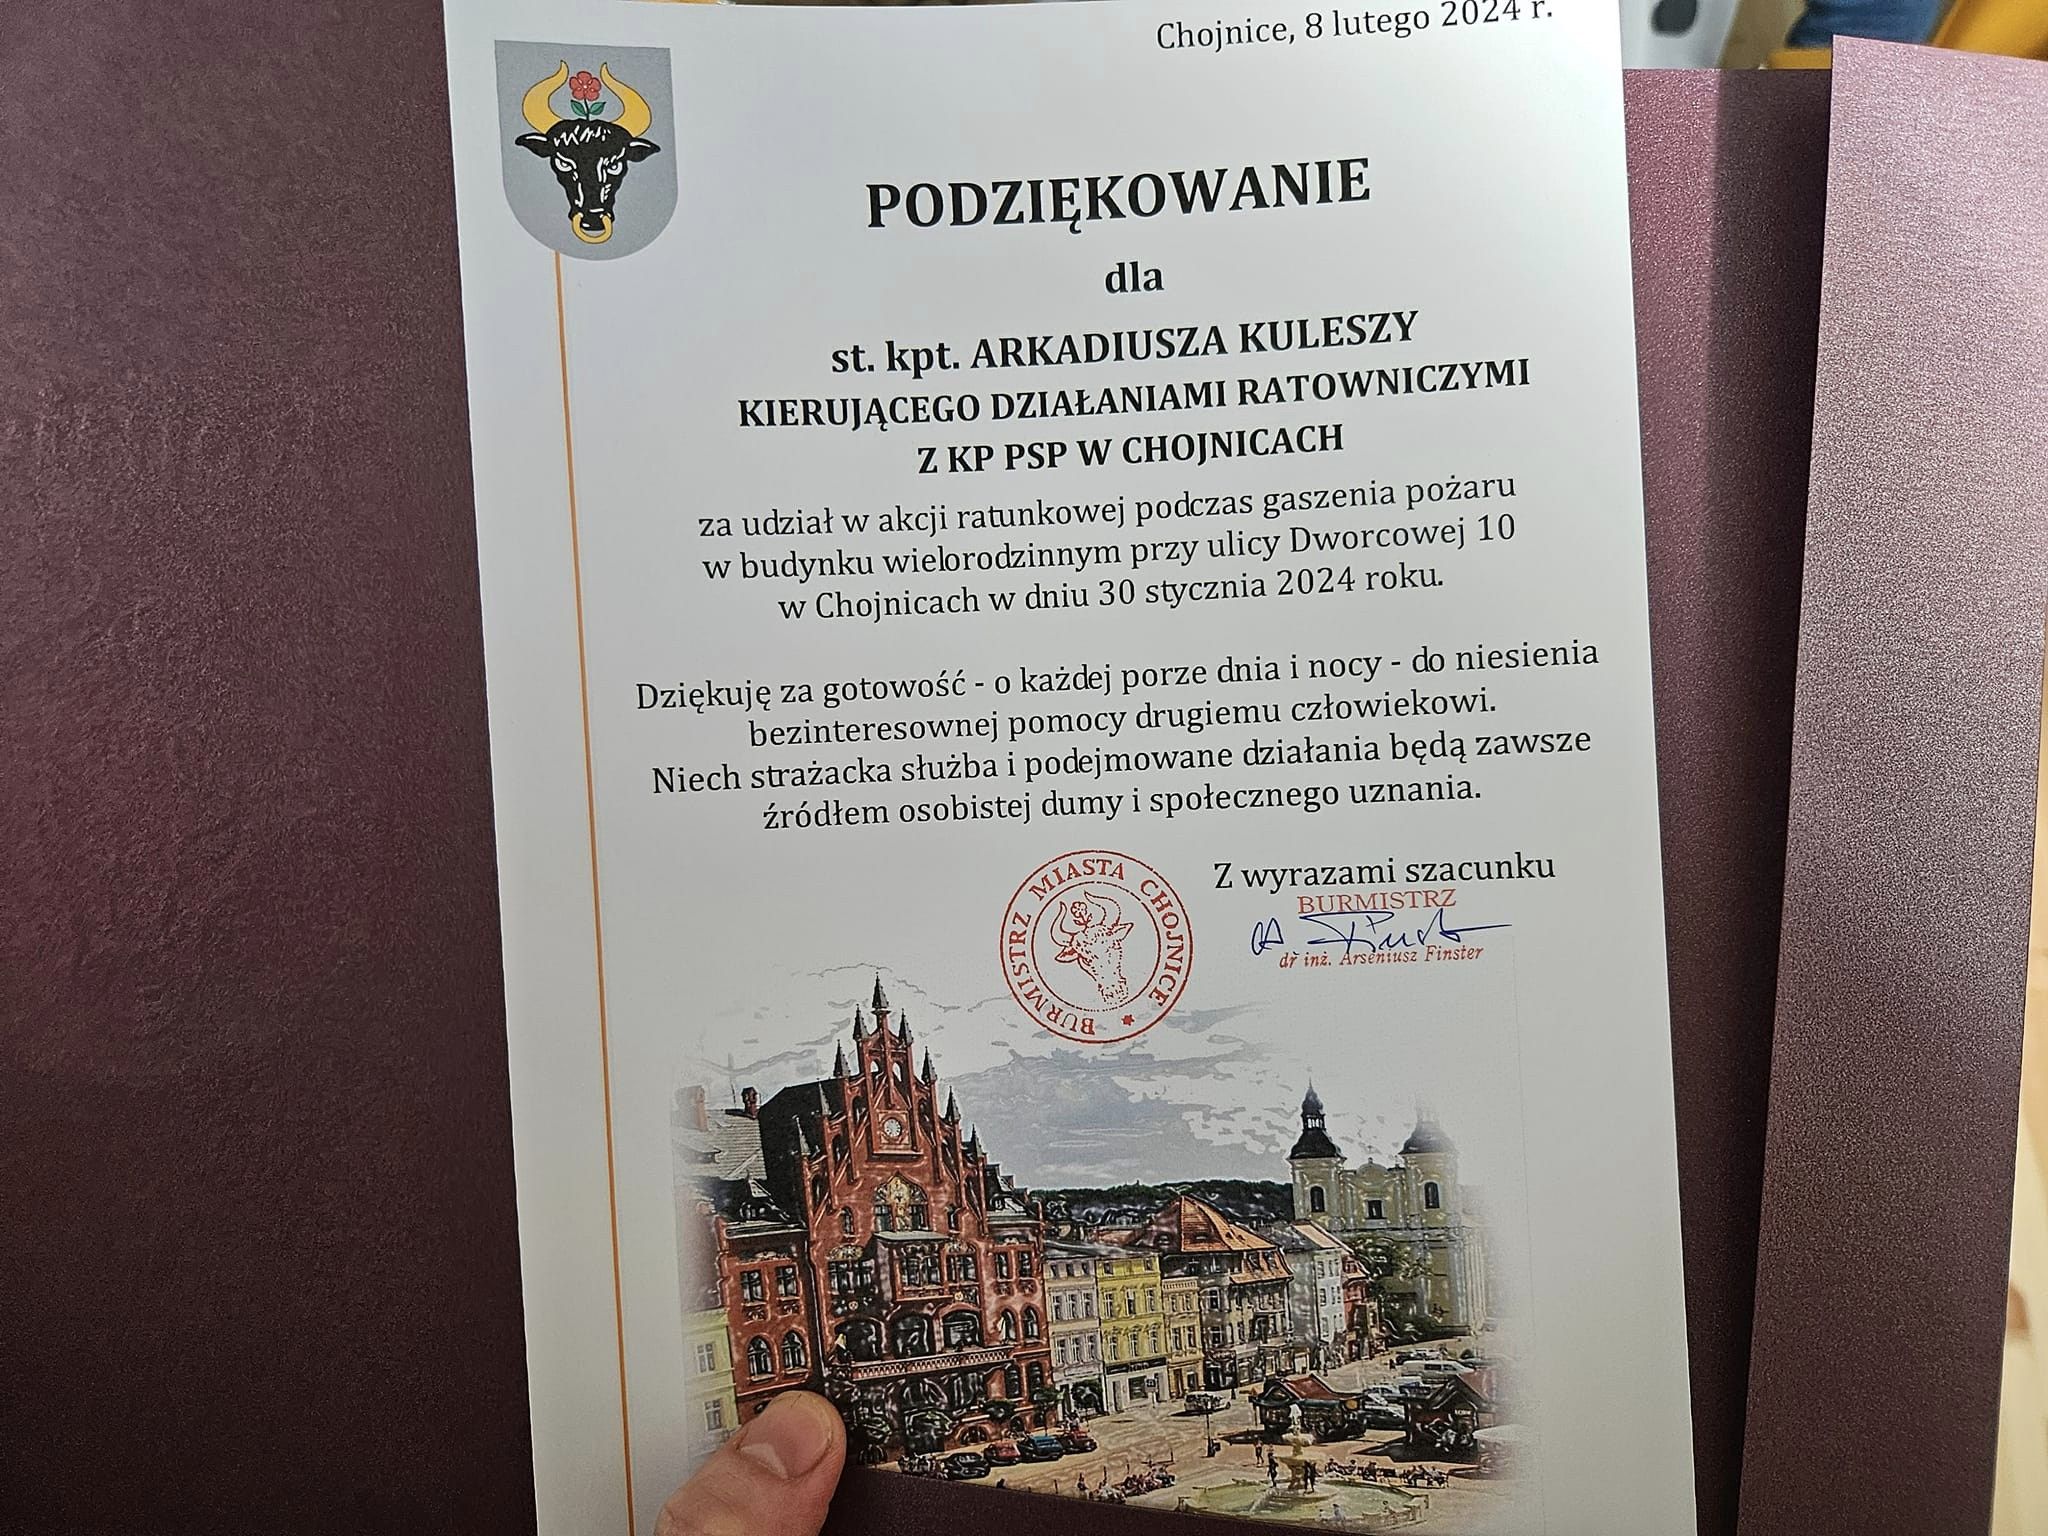 Chojnice, 8 lutego 2024 r.
PODZIĘKOWANIE
dla
st. kpt. ARKADIUSZA KULESZY
KIERUJĄCEGO DZIAŁANIAMI RATOWNICZYMI
Z KP PSP W CHOJNICACH
za udział w akcji ratunkowej podczas gaszenia pożaru
w budynku wielorodzinnym przy ulicy Dworcowej 10
w Chojnicach w dniu 30 stycznia 2024 roku.
Dziękuję za gotowość - o każdej porze dnia i nocy - do niesienia
bezinteresownej pomocy drugiemu człowiekowi.
Niech strażacka służba i podejmowane działania będą zawsze
źródłem osobistej dumy i społecznego uznania.
Z wyrazami szacunku
BURMISTRZ
dr inż. Arseniusz Finster
BURMISTRZ MIASTA CHOJNICE